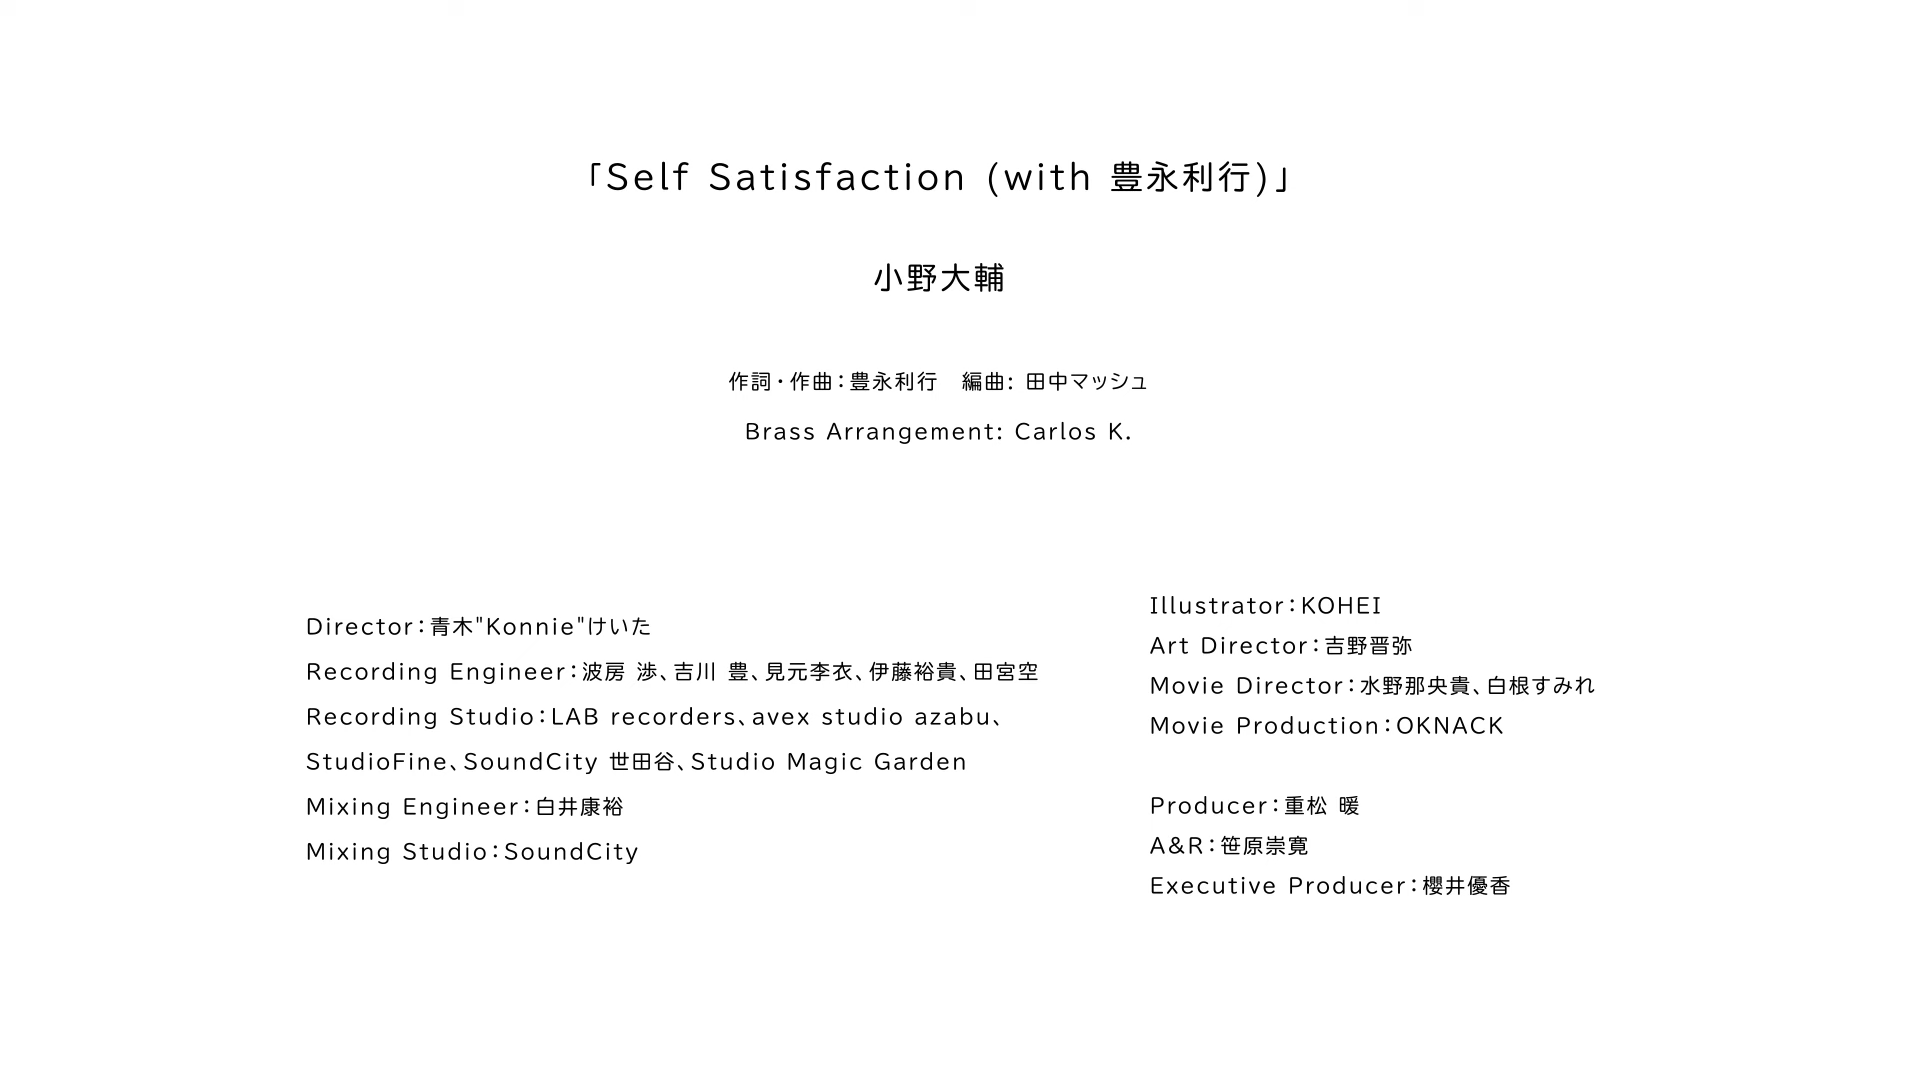 「Self Satisfaction (with 豊永利行)」
小野大輔
作詞・作曲：豊永利行　編曲: 田中マッシュ
Brass Arrangement: Carlos K.
Director：青木"Konnie"けいた
Recording Engineer：波房 渉、吉川 豊、見元李衣、伊藤裕貴、田宮空
Recording Studio：LAB recorders、avex studio azabu、
StudioFine、SoundCity 世田谷、Studio Magic Garden
Mixing Engineer：白井康裕
Mixing Studio：SoundCity
Illustrator：KOHEI
Art Director：吉野晋弥
Movie Director：水野那央貴、白根すみれ
Movie Production：OKNACK
Producer：重松 暖
A&R：笹原崇寛
Executive Producer：櫻井優香